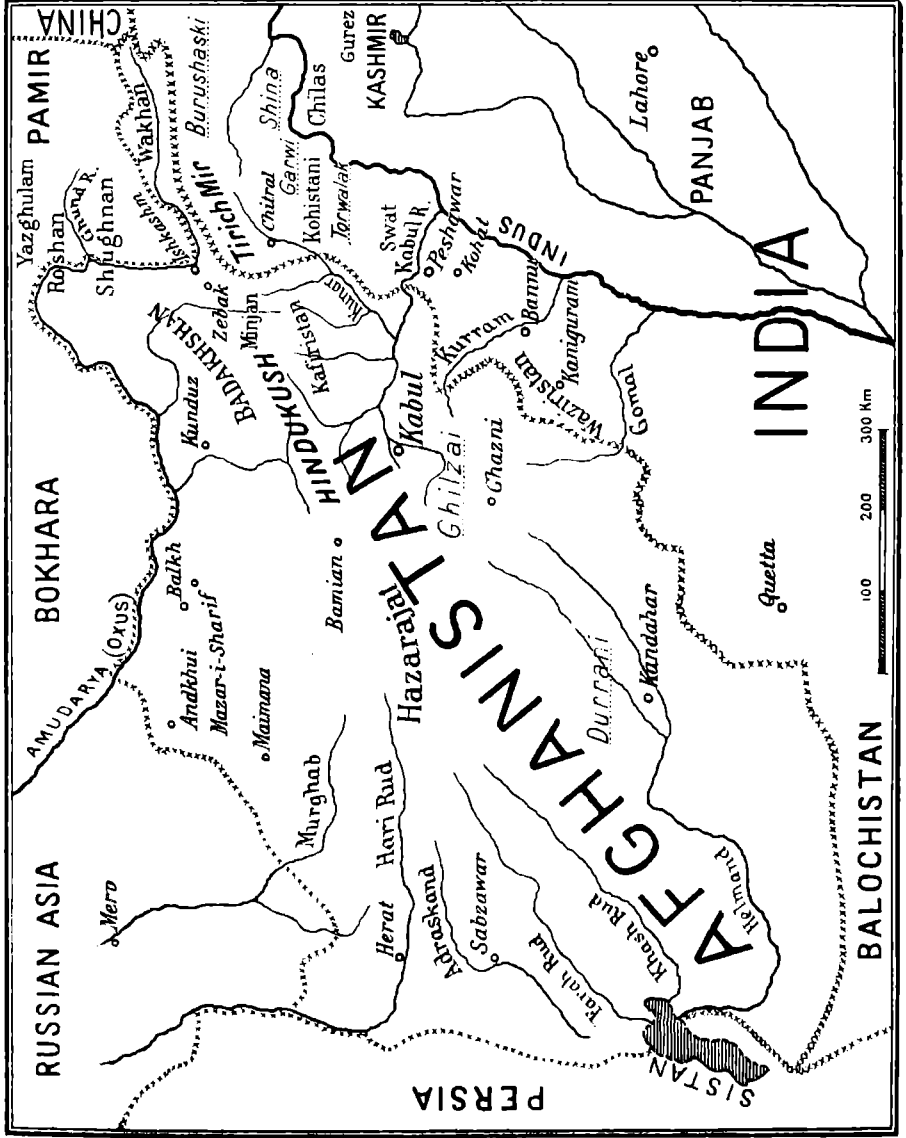 RUSSIAN ASIA
BOKHARA
PAMIR
CHINA
Yazghulam
Roshan
Ghund R.
Shughnan
Wakhan
Ishkashm
AMUDARYA (OXUS)
Mero
Andkhui
Balkh
Mazar-i-Sharif
Kunduz
BADAKHSHAN
Zebak
Minjan
Burushaski
Tirich Mir
Maimana
Murghab
HINDUKUSH
Kafiristan
Kunar
Chitral
Shina
Garwi
Chilas
Gurez
KASHMIR
Kohistani
Torwalak
Bamian
Hari Rud
Herat
Hazarajat
Kabul
Kabul R.
Swat
Peshawar
Kohat
INDUS
Adraskand
Sabzawar
Ghilzai
Ghazni
Kurram
Bannu
Waziristan
Kaniguram
Gomal
AFGHANISTAN
Farah Rud
Khash Rud
Durrani
Kandahar
Helmand
Lahore
PANJAB
PERSIA
SISTAN
Quetta
INDIA
BALOCHISTAN
100 200 300 Km